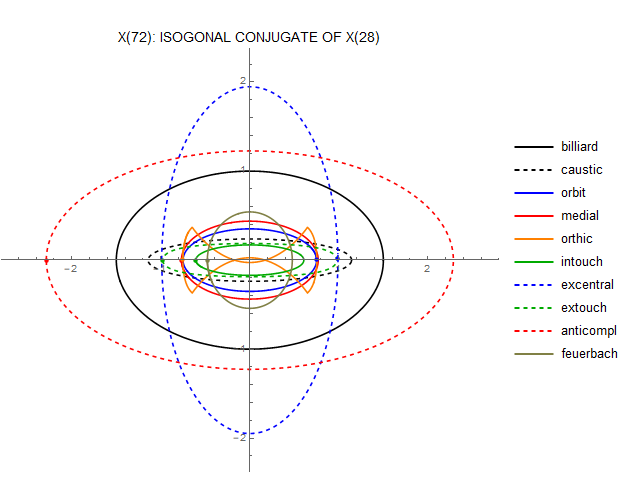 X(72): ISOGONAL CONJUGATE OF X(28)
2
1
−2
2
−1
−2
billiard
caustic
orbit
medial
orthic
intouch
excentral
extouch
anticompl
feuerbach